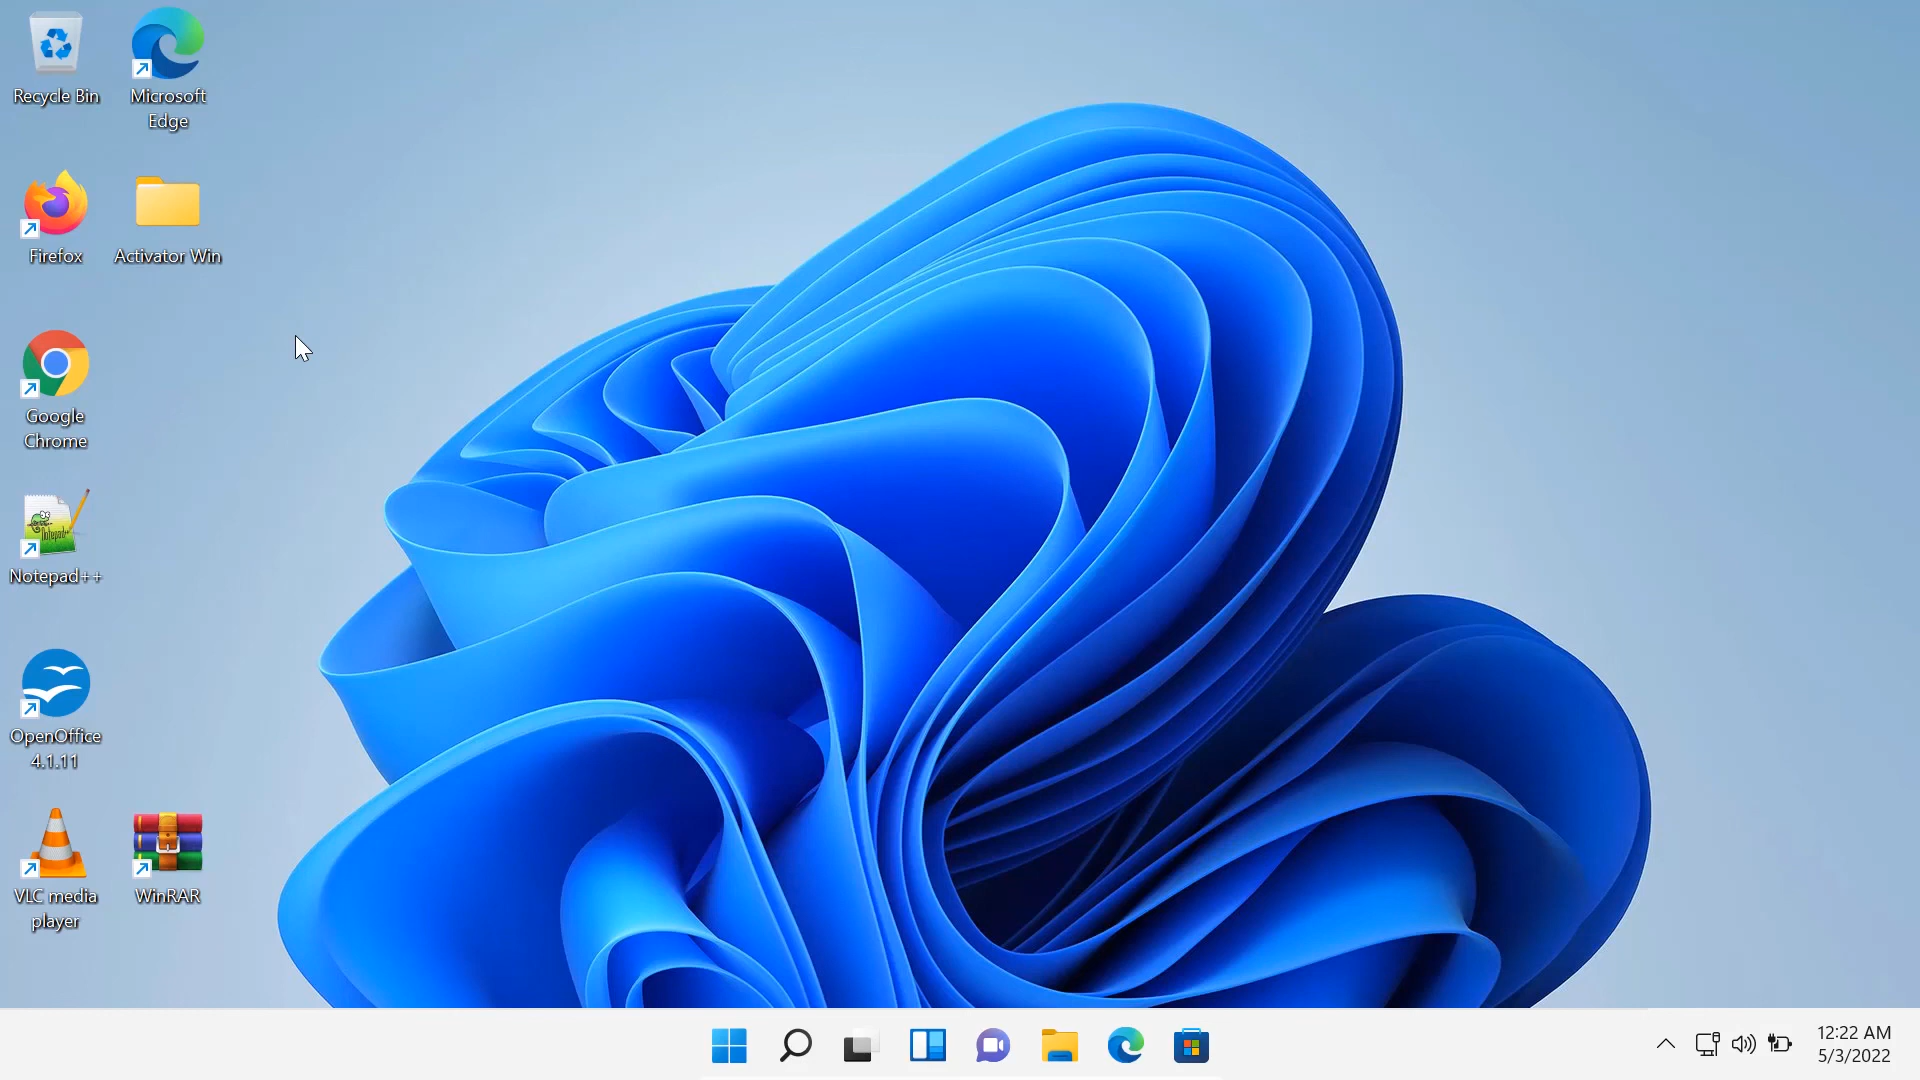 Recycle Bin
Microsoft
Edge
Firefox
Activator Win
Google
Chrome
Notepad++
OpenOffice
4.1.11
VLC media
player
WinRAR
12:22 AM
5/3/2022